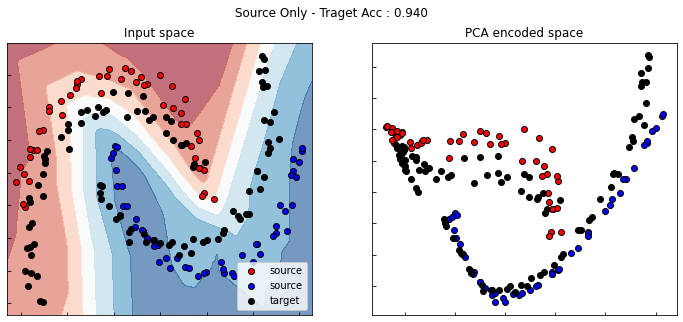 Source Only - Traget Acc : 0.940
Input space
PCA encoded space
source
source
target